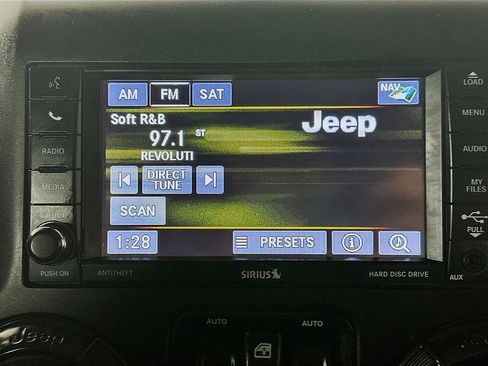 AM FM SAT NAV
Soft R&B
Jeep
97.1 ST
REVOLUTI
DIRECT
TUNE
SCAN
1:28 PRESETS
RADIO
MEDIA
VOLUME
PUSH ON
LOAD
MENU
AUDIO
MY
FILES
PULL
AUX
ANTITHEFT SIRIUS HARD DISC DRIVE
AUTO AUTO
Jeep